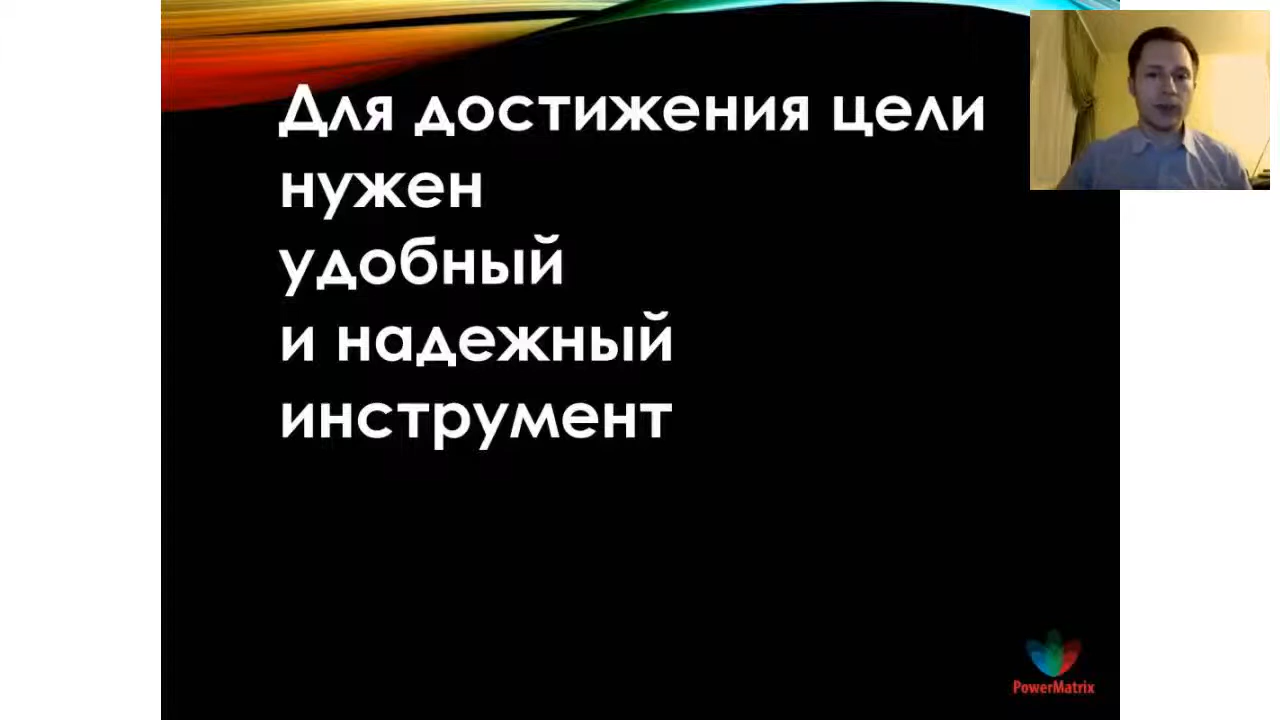 Для достижения цели
нужен
удобный
и надежный
инструмент
PowerMatrix